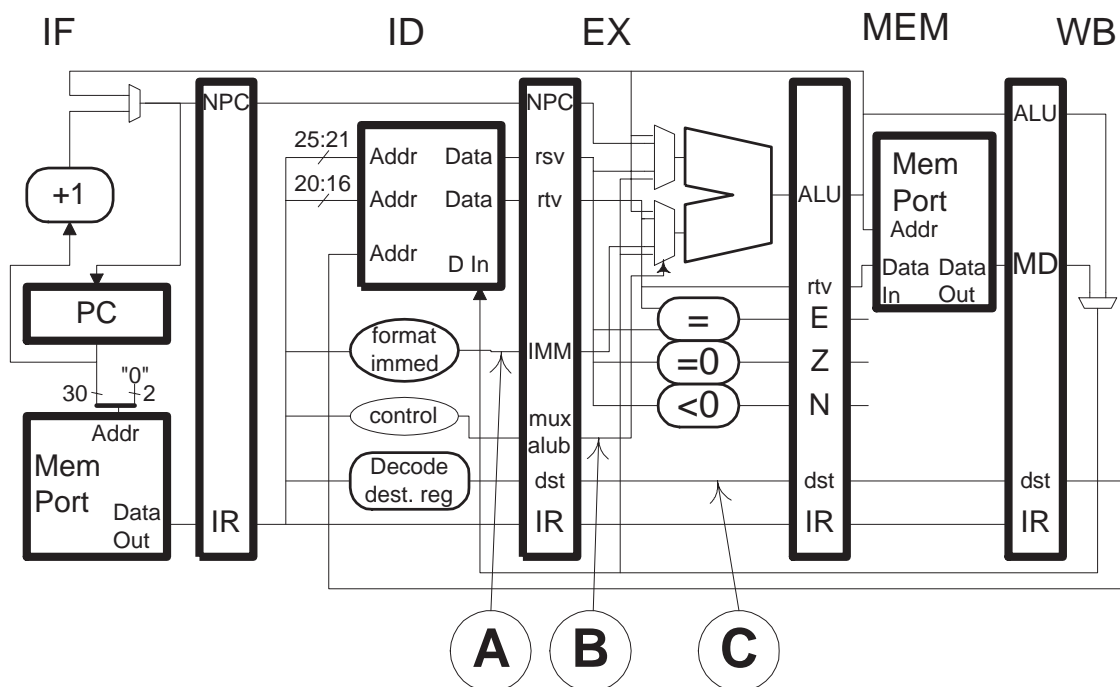 IF
ID
EX
MEM
WB
NPC
NPC
ALU
25:21
Addr
Data
rsv
20:16
Addr
Data
rtv
ALU
Mem
Port
Addr
+1
Addr
D In
Data
In
Data
Out
MD
PC
rtv
=
E
format
immed
IMM
=0
Z
30
"0"
2
<0
N
Addr
control
mux
alub
Mem
Port
Decode
dest. reg
dst
dst
dst
Data
Out
IR
IR
IR
IR
A
B
C